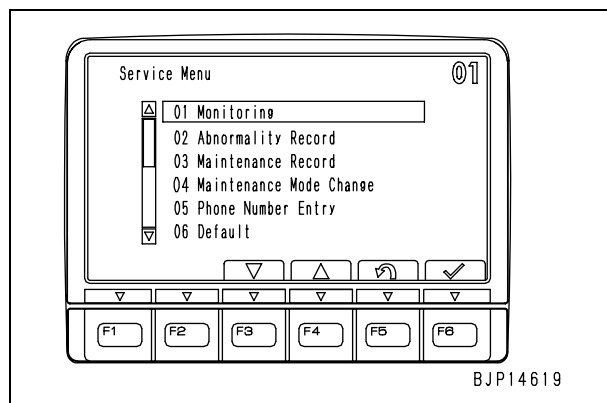 Service Menu 01
01 Monitoring
02 Abnormality Record
03 Maintenance Record
04 Maintenance Mode Change
05 Phone Number Entry
06 Default
F1 F2 F3 F4 F5 F6
BJP14619